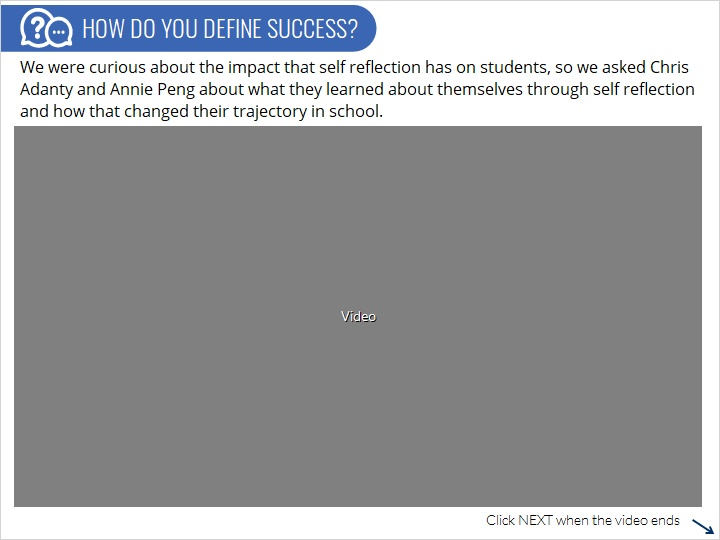 HOW DO YOU DEFINE SUCCESS?
We were curious about the impact that self reflection has on students, so we asked Chris
Adanty and Annie Peng about what they learned about themselves through self reflection
and how that changed their trajectory in school.
Video
Click NEXT when the video ends